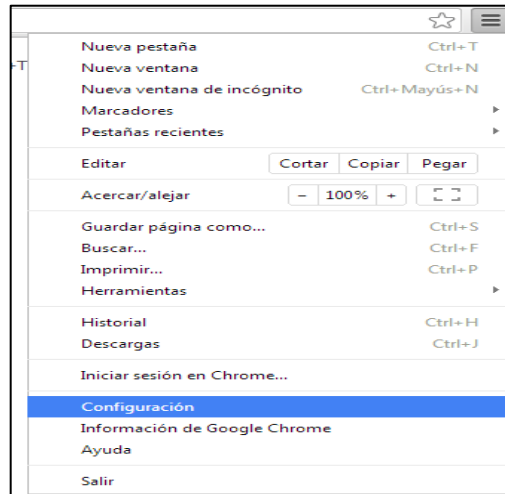 +T
Nueva pestaña Ctrl+T
Nueva ventana Ctrl+N
Nueva ventana de incógnito Ctrl+Mayús+N
Marcadores
Pestañas recientes
Editar Cortar Copiar Pegar
Acercar/alejar − 100% +
Guardar página como... Ctrl+S
Buscar... Ctrl+F
Imprimir... Ctrl+P
Herramientas
Historial Ctrl+H
Descargas Ctrl+J
Iniciar sesión en Chrome...
Configuración
Información de Google Chrome
Ayuda
Salir